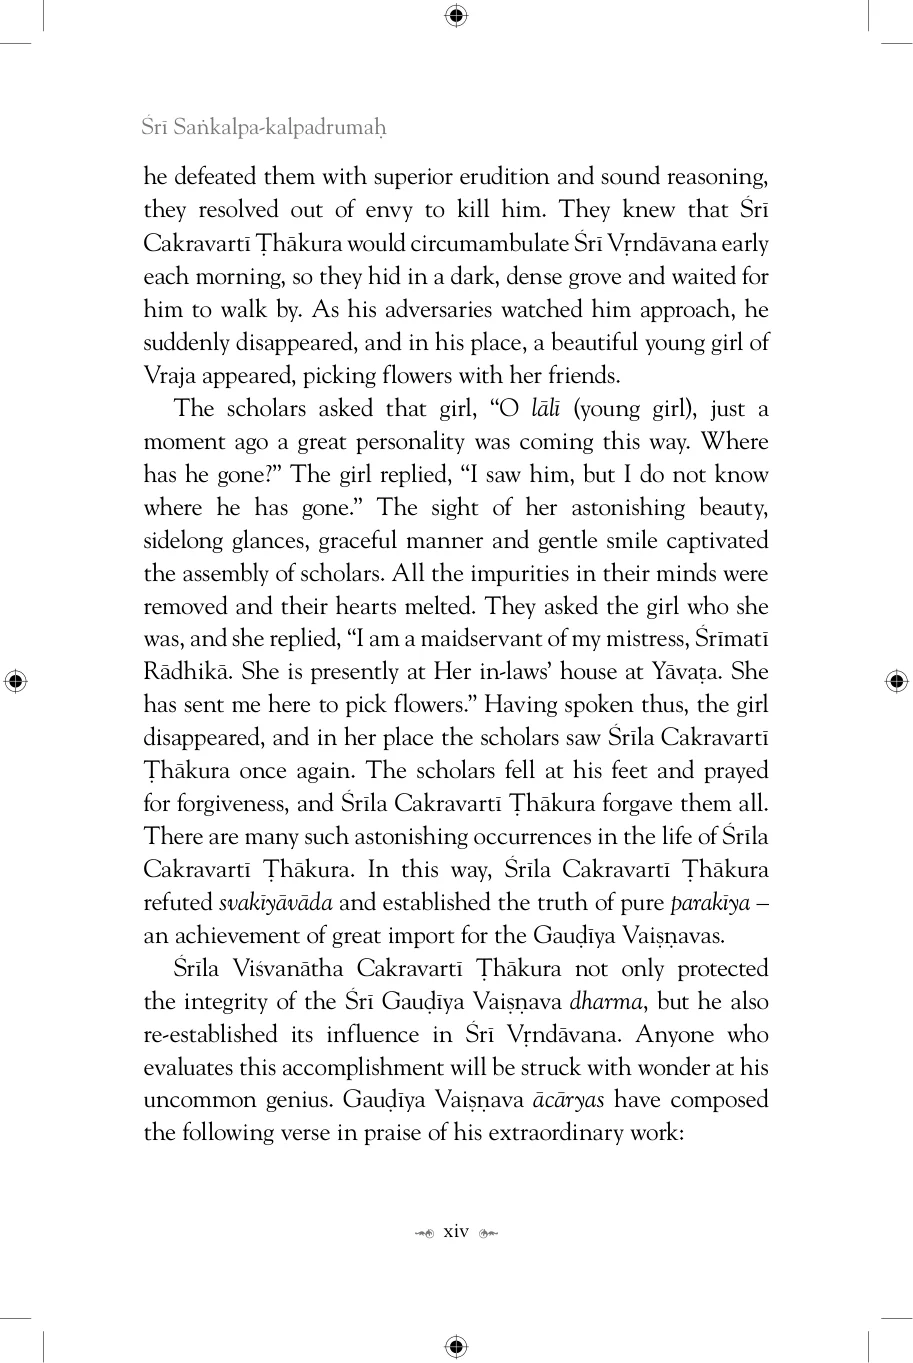 Śrī Saṅkalpa-kalpadrumaḥ
he defeated them with superior erudition and sound reasoning,
they resolved out of envy to kill him. They knew that Śrī
Cakravartī Ṭhākura would circumambulate Śrī Vṛndāvana early
each morning, so they hid in a dark, dense grove and waited for
him to walk by. As his adversaries watched him approach, he
suddenly disappeared, and in his place, a beautiful young girl of
Vraja appeared, picking flowers with her friends.
The scholars asked that girl, “O lālī (young girl), just a
moment ago a great personality was coming this way. Where
has he gone?” The girl replied, “I saw him, but I do not know
where he has gone.” The sight of her astonishing beauty,
sidelong glances, graceful manner and gentle smile captivated
the assembly of scholars. All the impurities in their minds were
removed and their hearts melted. They asked the girl who she
was, and she replied, “I am a maidservant of my mistress, Śrīmatī
Rādhikā. She is presently at Her in-laws’ house at Yāvaṭa. She
has sent me here to pick flowers.” Having spoken thus, the girl
disappeared, and in her place the scholars saw Śrīla Cakravartī
Ṭhākura once again. The scholars fell at his feet and prayed
for forgiveness, and Śrīla Cakravartī Ṭhākura forgave them all.
There are many such astonishing occurrences in the life of Śrīla
Cakravartī Ṭhākura. In this way, Śrīla Cakravartī Ṭhākura
refuted svakīyāvāda and established the truth of pure parakīya –
an achievement of great import for the Gauḍīya Vaiṣṇavas.
Śrīla Viśvanātha Cakravartī Ṭhākura not only protected
the integrity of the Śrī Gauḍīya Vaiṣṇava dharma, but he also
re-established its influence in Śrī Vṛndāvana. Anyone who
evaluates this accomplishment will be struck with wonder at his
uncommon genius. Gauḍīya Vaiṣṇava ācāryas have composed
the following verse in praise of his extraordinary work:
xiv